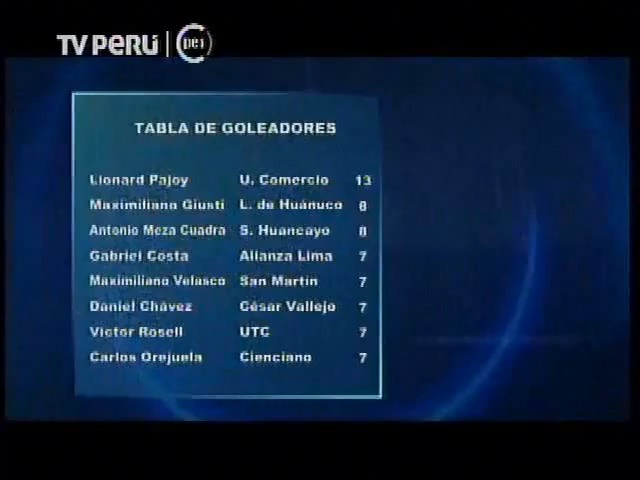 TV PERÚ
TABLA DE GOLEADORES
Lionard Pajoy U. Comercio 13
Maximiliano Giusti L. de Huánuco 8
Antonio Meza Cuadra S. Huancayo 8
Gabriel Costa Alianza Lima 7
Maximiliano Velasco San Martín 7
Daniel Chávez César Vallejo 7
Víctor Rosell UTC 7
Carlos Orejuela Cienciano 7